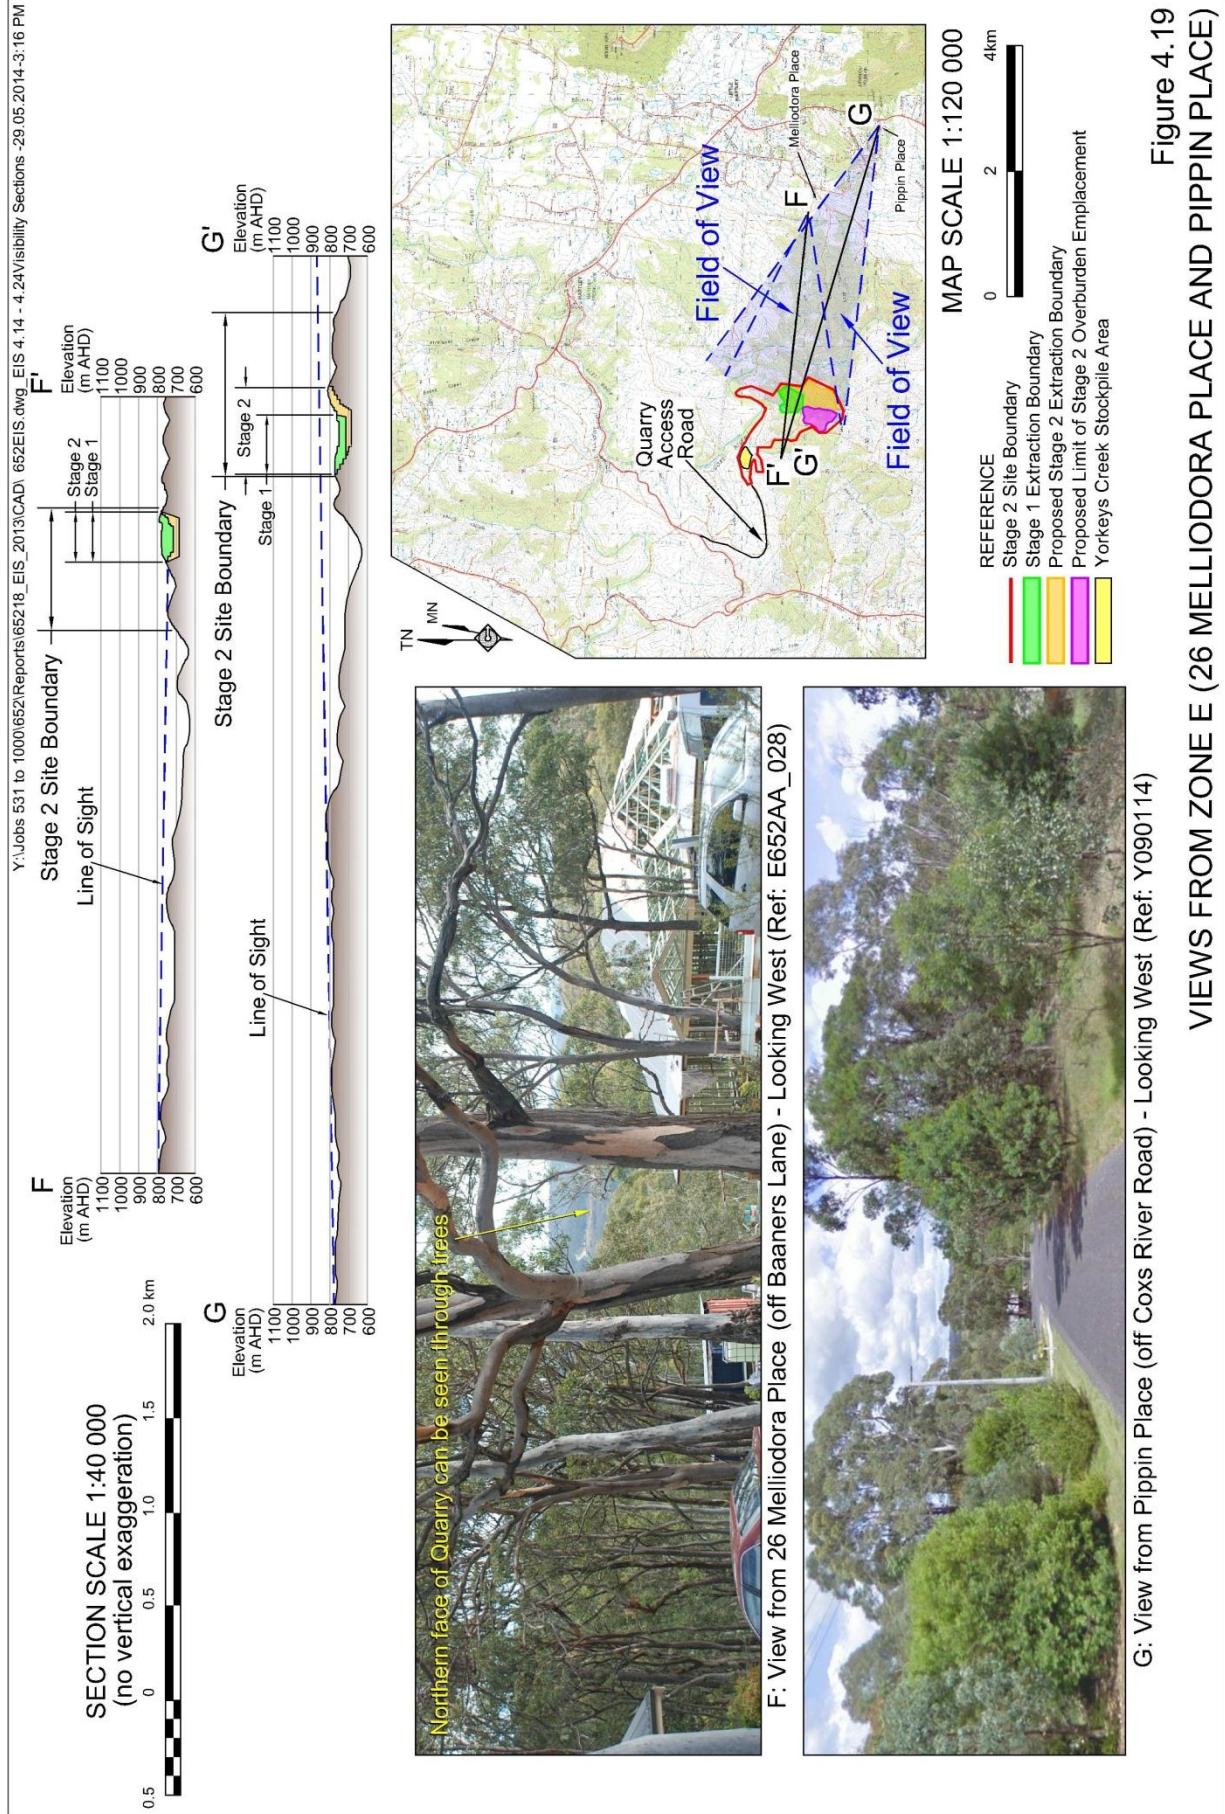 Y:\Jobs 531 to 1000\652\Reports\65218_EIS_2013\CAD\ 652EIS.dwg_EIS 4.14 - 4.24Visibility Sections -29.05.2014-3:16 PM
SECTION SCALE 1:40 000
(no vertical exaggeration)
0.5 0 0.5 1.0 1.5 2.0 km
F
Elevation
(m AHD)
1100
1000
900
800
700
600
Line of Sight
Stage 2 Site Boundary
Stage 2
Stage 1
F'
Elevation
(m AHD)
1100
1000
900
800
700
600
G
Elevation
(m AHD)
1100
1000
900
800
700
600
Line of Sight
Stage 2 Site Boundary
Stage 1
Stage 2
G'
Elevation
(m AHD)
1100
1000
900
800
700
600
Northern face of Quarry can be seen through trees
F: View from 26 Melliodora Place (off Baaners Lane) - Looking West (Ref: E652AA_028)
G: View from Pippin Place (off Coxs River Road) - Looking West (Ref: Y090114)
TN
MN
Quarry
Access
Road
F'
G'
Field of View
Field of View
F
Melliodora Place
G
Pippin Place
MAP SCALE 1:120 000
0 2 4km
REFERENCE
Stage 2 Site Boundary
Stage 1 Extraction Boundary
Proposed Stage 2 Extraction Boundary
Proposed Limit of Stage 2 Overburden Emplacement
Yorkeys Creek Stockpile Area
Figure 4.19
VIEWS FROM ZONE E (26 MELLIODORA PLACE AND PIPPIN PLACE)